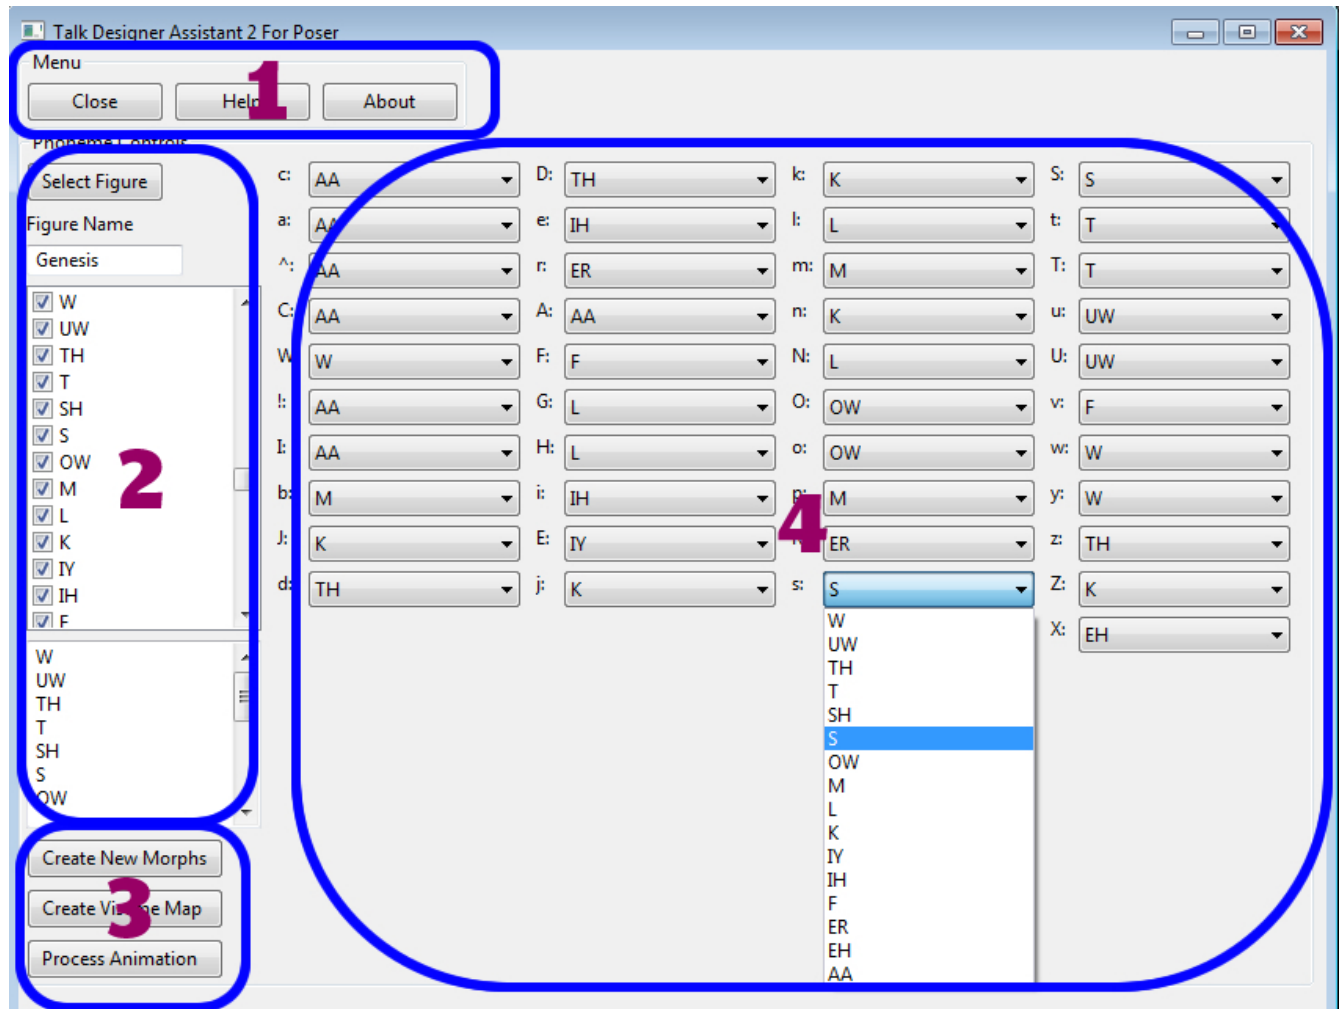 Talk Designer Assistant 2 For Poser
Menu
1
Close Help About
Phoneme Controls
Select Figure
Figure Name
Genesis
W
UW
TH
T
SH
S
OW
M
L
K
IY
IH
F
2
W
UW
TH
T
SH
S
OW
Create New Morphs
Create Viseme Map
Process Animation
3
c: AA D: TH k: K S: S
a: AA e: IH l: L t: T
^: AA r: ER m: M T: T
C: AA A: AA n: K u: UW
W F: F N: L U: UW
W
!: AA G: L O: OW v: F
I: AA H: L o: OW w: W
b: M i: IH p: M y: W
4
J: K E: IY ER z: TH
d: TH j: K s: S Z: K
X: EH
W
UW
TH
T
SH
S
OW
M
L
K
IY
IH
F
ER
EH
AA